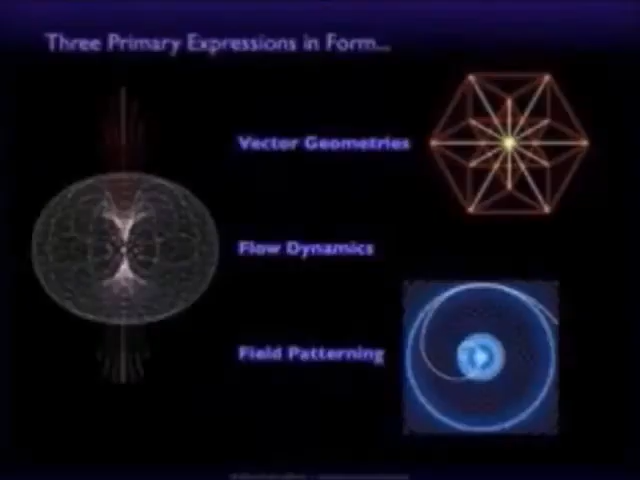 Three Primary Expressions in Form...
Vector Geometries
Flow Dynamics
Field Patterning